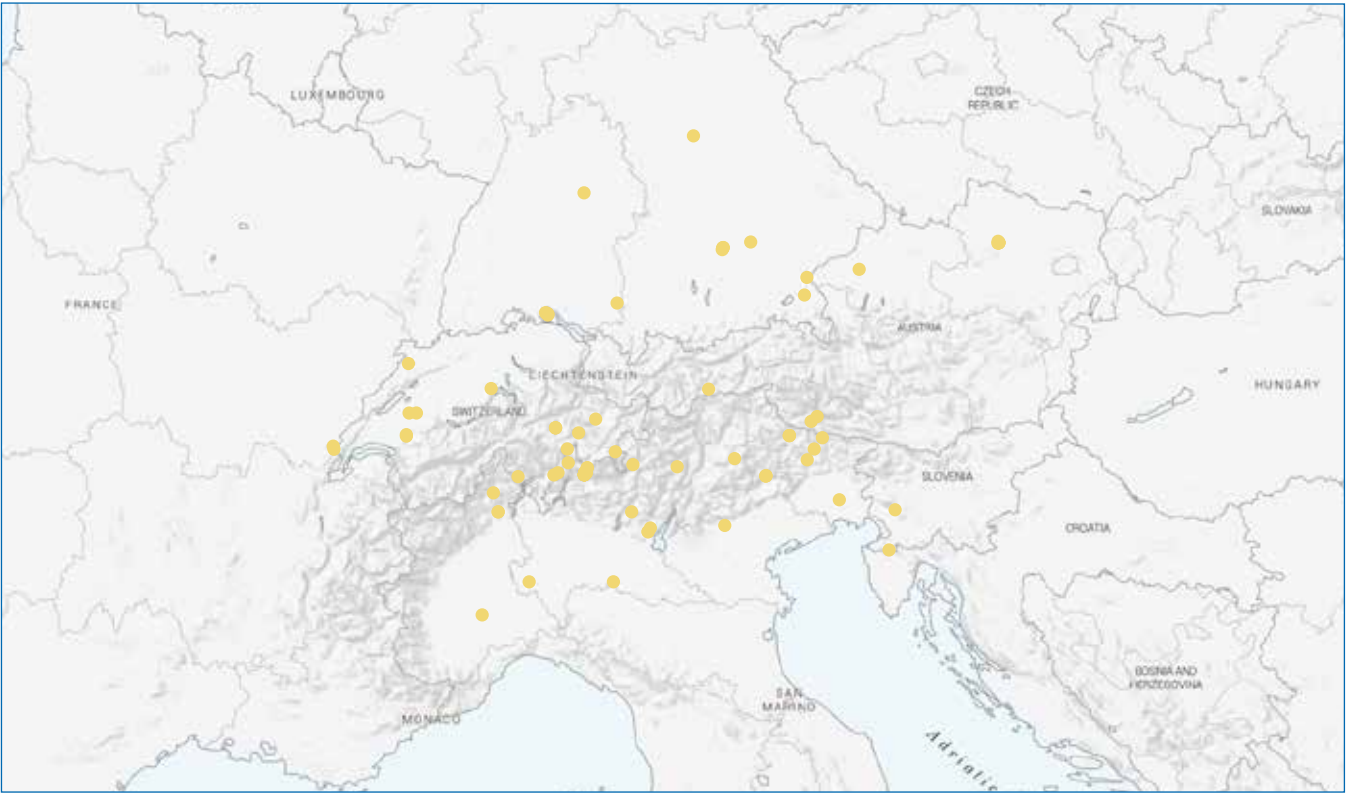 LUXEMBOURG
CZECH
REPUBLIC
SLOVAKIA
FRANCE
AUSTRIA
LIECHTENSTEIN
HUNGARY
SWITZERLAND
SLOVENIA
CROATIA
BOSNIA AND
HERZEGOVINA
SAN
MARINO
MONACO
Adriatic